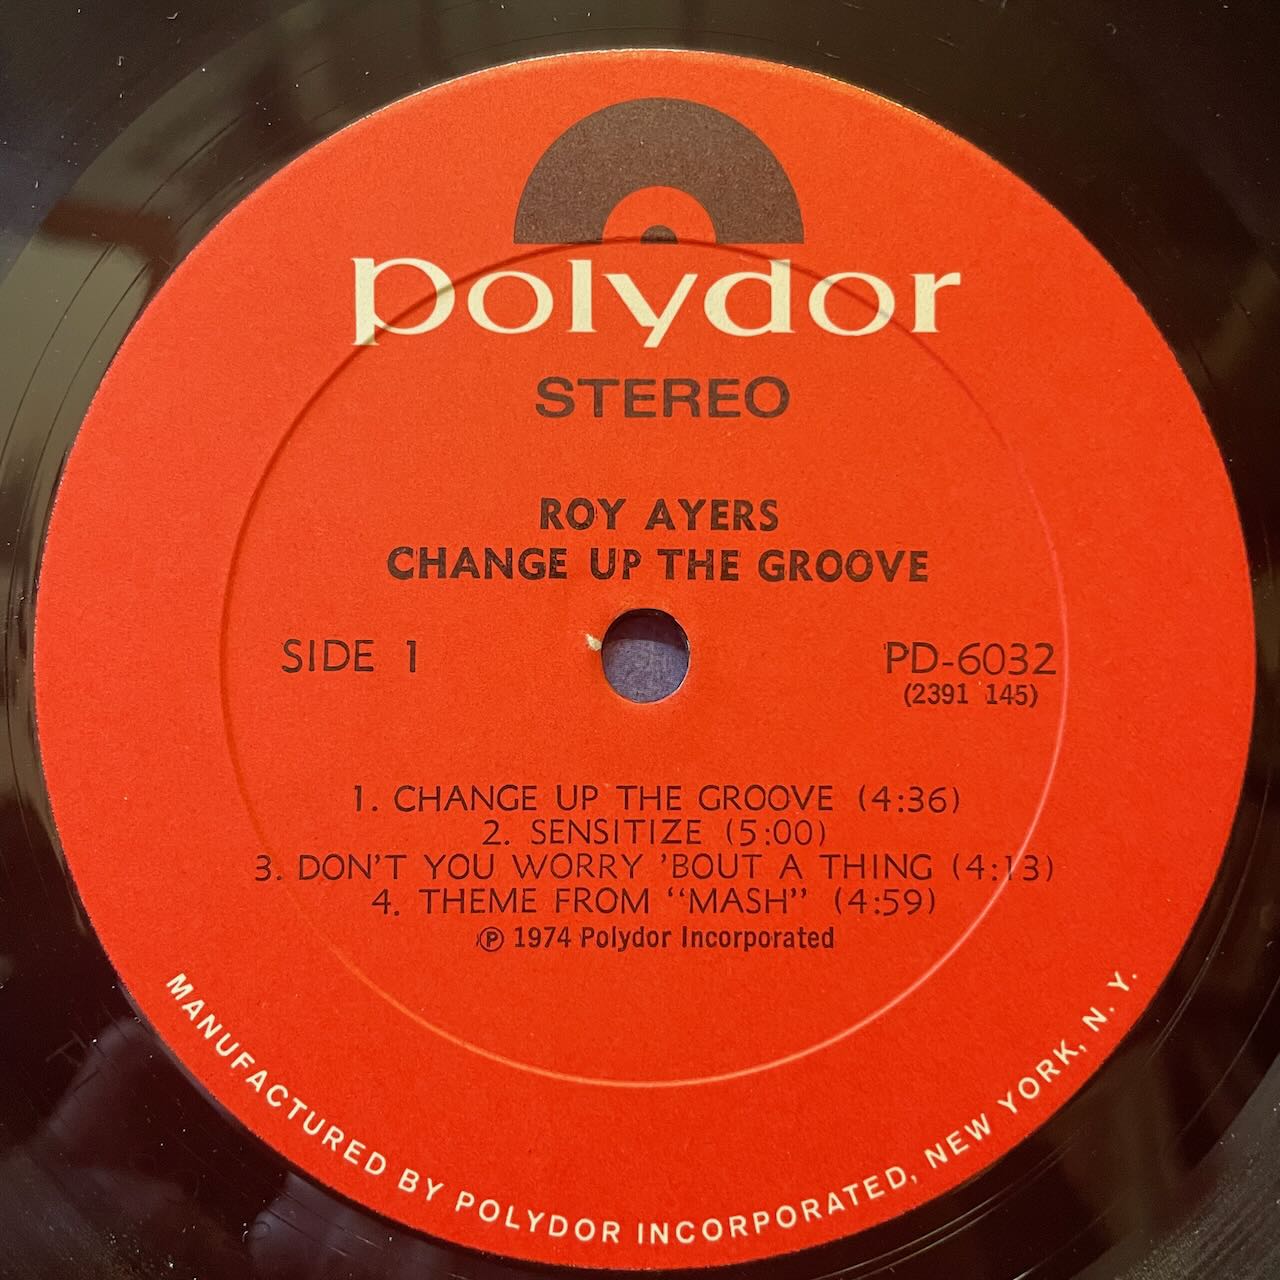 Polydor
STEREO
ROY AYERS
CHANGE UP THE GROOVE
SIDE 1
PD-6032
(2391 145)
1. CHANGE UP THE GROOVE (4:36)
2. SENSITIZE (5:00)
3. DON'T YOU WORRY 'BOUT A THING (4:13)
4. THEME FROM “MASH” (4:59)
℗ 1974 Polydor Incorporated
MANUFACTURED BY POLYDOR INCORPORATED, NEW YORK, N. Y.